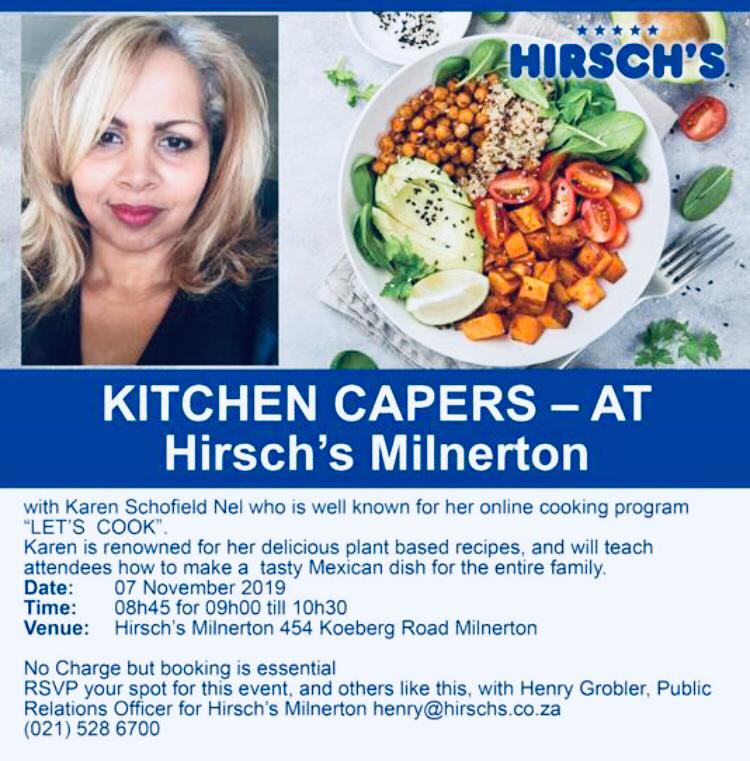 HIRSCH'S
KITCHEN CAPERS – AT
Hirsch's Milnerton
with Karen Schofield Nel who is well known for her online cooking program
"LET'S  COOK".
Karen is renowned for her delicious plant based recipes, and will teach
attendees how to make a  tasty Mexican dish for the entire family.
Date: 07 November 2019
Time: 08h45 for 09h00 till 10h30
Venue: Hirsch's Milnerton 454 Koeberg Road Milnerton
No Charge but booking is essential
RSVP your spot for this event, and others like this, with Henry Grobler, Public
Relations Officer for Hirsch's Milnerton henry@hirschs.co.za
(021) 528 6700